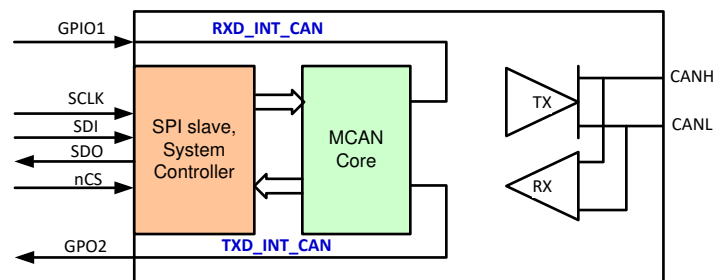 GPIO1
RXD_INT_CAN
SCLK
SDI
SDO
nCS
SPI slave,
System
Controller
MCAN
Core
TX
RX
CANH
CANL
GPO2
TXD_INT_CAN